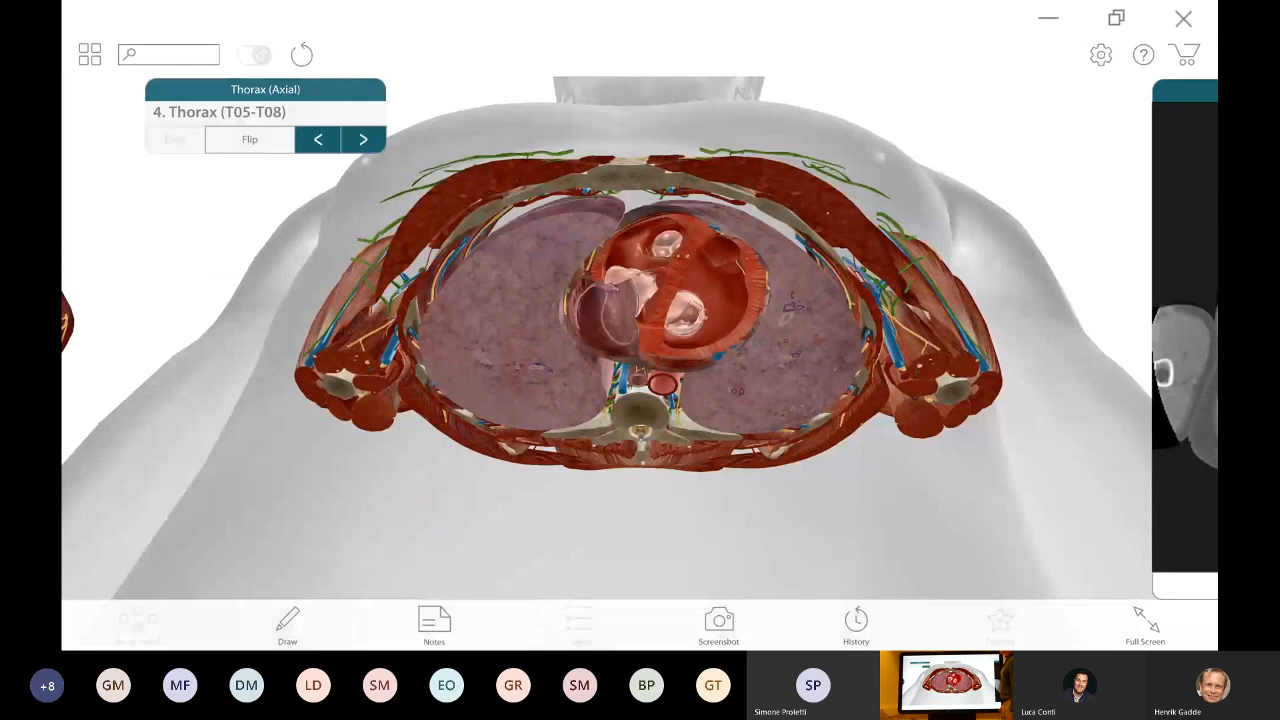 Thorax (Axial)
4. Thorax (T05-T08)
Flip < >
Draw
Notes
Screenshot
History
Full Screen
+8 GM MF DM LD SM EO GR SM BP GT SP
Simone Proletti
Luca Conti
Henrik Gadde